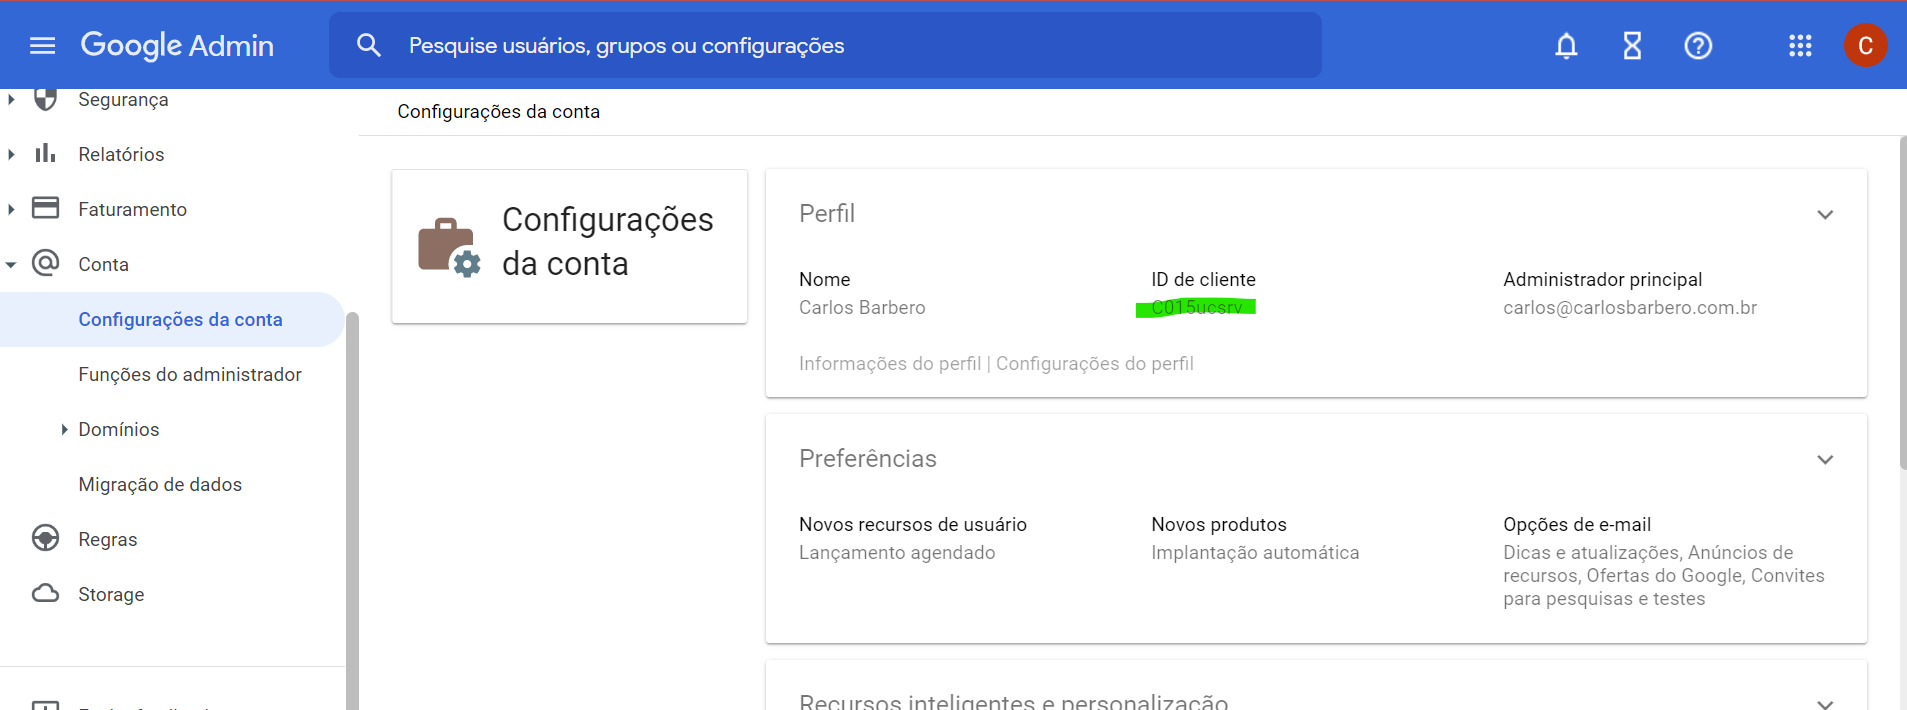 Google Admin
Pesquise usuários, grupos ou configurações
C
Segurança
Relatórios
Faturamento
Conta
Configurações da conta
Funções do administrador
Domínios
Migração de dados
Regras
Storage
Configurações da conta
Configurações
da conta
Perfil
Nome
Carlos Barbero
ID de cliente
C015ucsrv
Administrador principal
carlos@carlosbarbero.com.br
Informações do perfil | Configurações do perfil
Preferências
Novos recursos de usuário
Lançamento agendado
Novos produtos
Implantação automática
Opções de e-mail
Dicas e atualizações, Anúncios de
recursos, Ofertas do Google, Convites
para pesquisas e testes
Recursos inteligentes e personalização